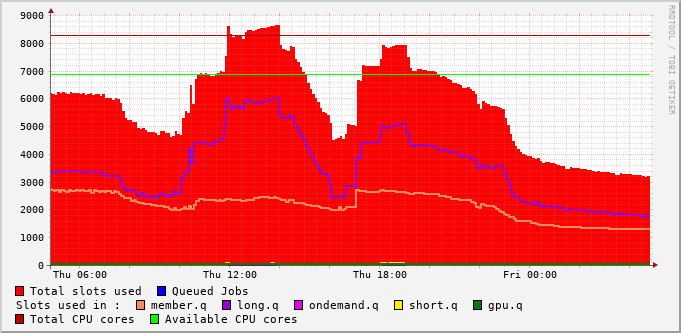 9000
8000
7000
6000
5000
4000
3000
2000
1000
0
Thu 06:00 Thu 12:00 Thu 18:00 Fri 00:00
RRDTOOL / TOBI OETIKER
Total slots used Queued Jobs
Slots used in : member.q long.q ondemand.q short.q gpu.q
Total CPU cores Available CPU cores